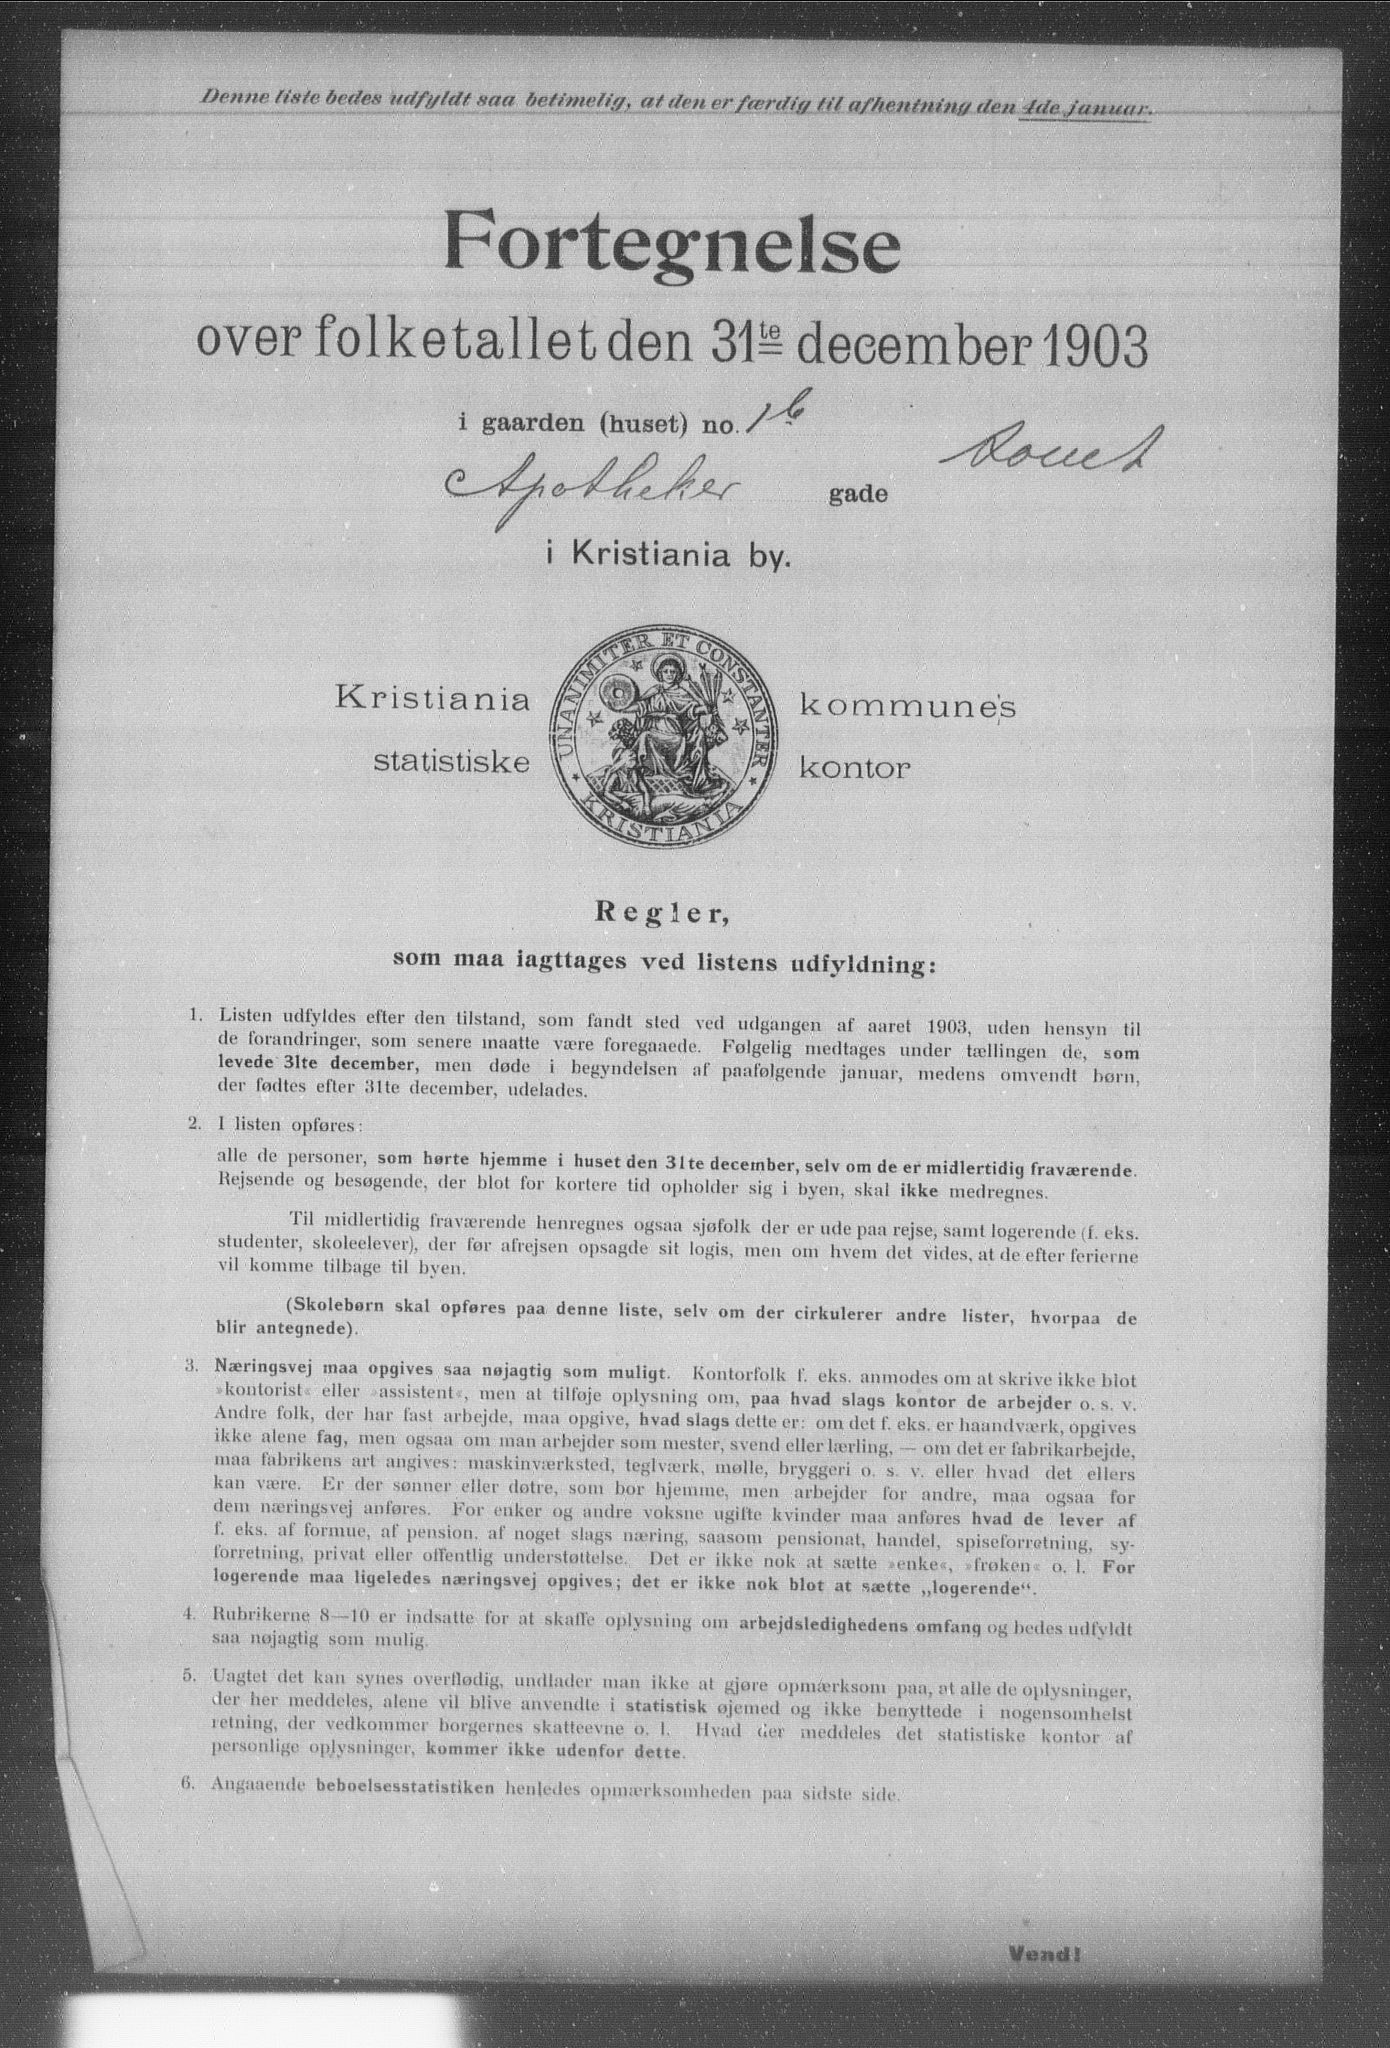 Denne liste bedes udfyldt saa betimelig, at den er færdig til afhentning den 4de januar.
Fortegnelse
over folketallet den 31te december 1903
i gaarden (huset) no. 1b
Apotheker gade
i Kristiania by.
UNANIMITER ET CONSTANTER
KRISTIANIA
Kristiania kommunes
statistiske kontor
Regler,
som maa iagttages ved listens udfyldning:
1. Listen udfyldes efter den tilstand, som fandt sted ved udgangen af aaret 1903, uden hensyn til
de forandringer, som senere maatte være foregaaede. Følgelig medtages under tællingen de, som
levede 31te december, men døde i begyndelsen af paafølgende januar, medens omvendt børn,
der fødtes efter 31te december, udelades.
2. I listen opføres:
alle de personer, som hørte hjemme i huset den 31te december, selv om de er midlertidig fraværende.
Rejsende og besøgende, der blot for kortere tid opholder sig i byen, skal ikke medregnes.
Til midlertidig fraværende henregnes ogsaa sjøfolk der er ude paa rejse, samt logerende (f. eks.
studenter, skoleelever), der før afrejsen opsagde sit logis, men om hvem det vides, at de efter ferierne
vil komme tilbage til byen.
(Skolebørn skal opføres paa denne liste, selv om der cirkulerer andre lister, hvorpaa de
blir antegnede).
3. Næringsvej maa opgives saa nøjagtig som muligt. Kontorfolk f. eks. anmodes om at skrive ikke blot
»kontorist« eller »assistent«, men at tilføje oplysning om, paa hvad slags kontor de arbejder o. s. v.
Andre folk, der har fast arbejde, maa opgive, hvad slags dette er: om det f. eks. er haandværk, opgives
ikke alene fag, men ogsaa om man arbejder som mester, svend eller lærling, — om det er fabrikarbejde,
maa fabrikens art angives: maskinværksted, teglværk, mølle, bryggeri o. s. v. eller hvad det ellers
kan være. Er der sønner eller døtre, som bor hjemme, men arbejder for andre, maa ogsaa for
dem næringsvej anføres. For enker og andre voksne ugifte kvinder maa anføres hvad de lever af
f. eks. af formue, af pension. af noget slags næring, saasom pensionat, handel, spiseforretning, sy-
forretning, privat eller offentlig understøttelse. Det er ikke nok at sætte »enke«, »frøken« o. l. For
logerende maa ligeledes næringsvej opgives; det er ikke nok blot at sætte „logerende“.
4. Rubrikerne 8—10 er indsatte for at skaffe oplysning om arbejdsledighedens omfang og bedes udfyldt
saa nøjagtig som mulig.
5. Uagtet det kan synes overflødig, undlader man ikke at gjøre opmærksom paa, at alle de oplysninger,
der her meddeles, alene vil blive anvendte i statistisk øjemed og ikke benyttede i nogensomhelst
retning, der vedkommer borgernes skatteevne o. l. Hvad der meddeles det statistiske kontor af
personlige oplysninger, kommer ikke udenfor dette.
6. Angaaende beboelsesstatistiken henledes opmærksomheden paa sidste side.
Vend!